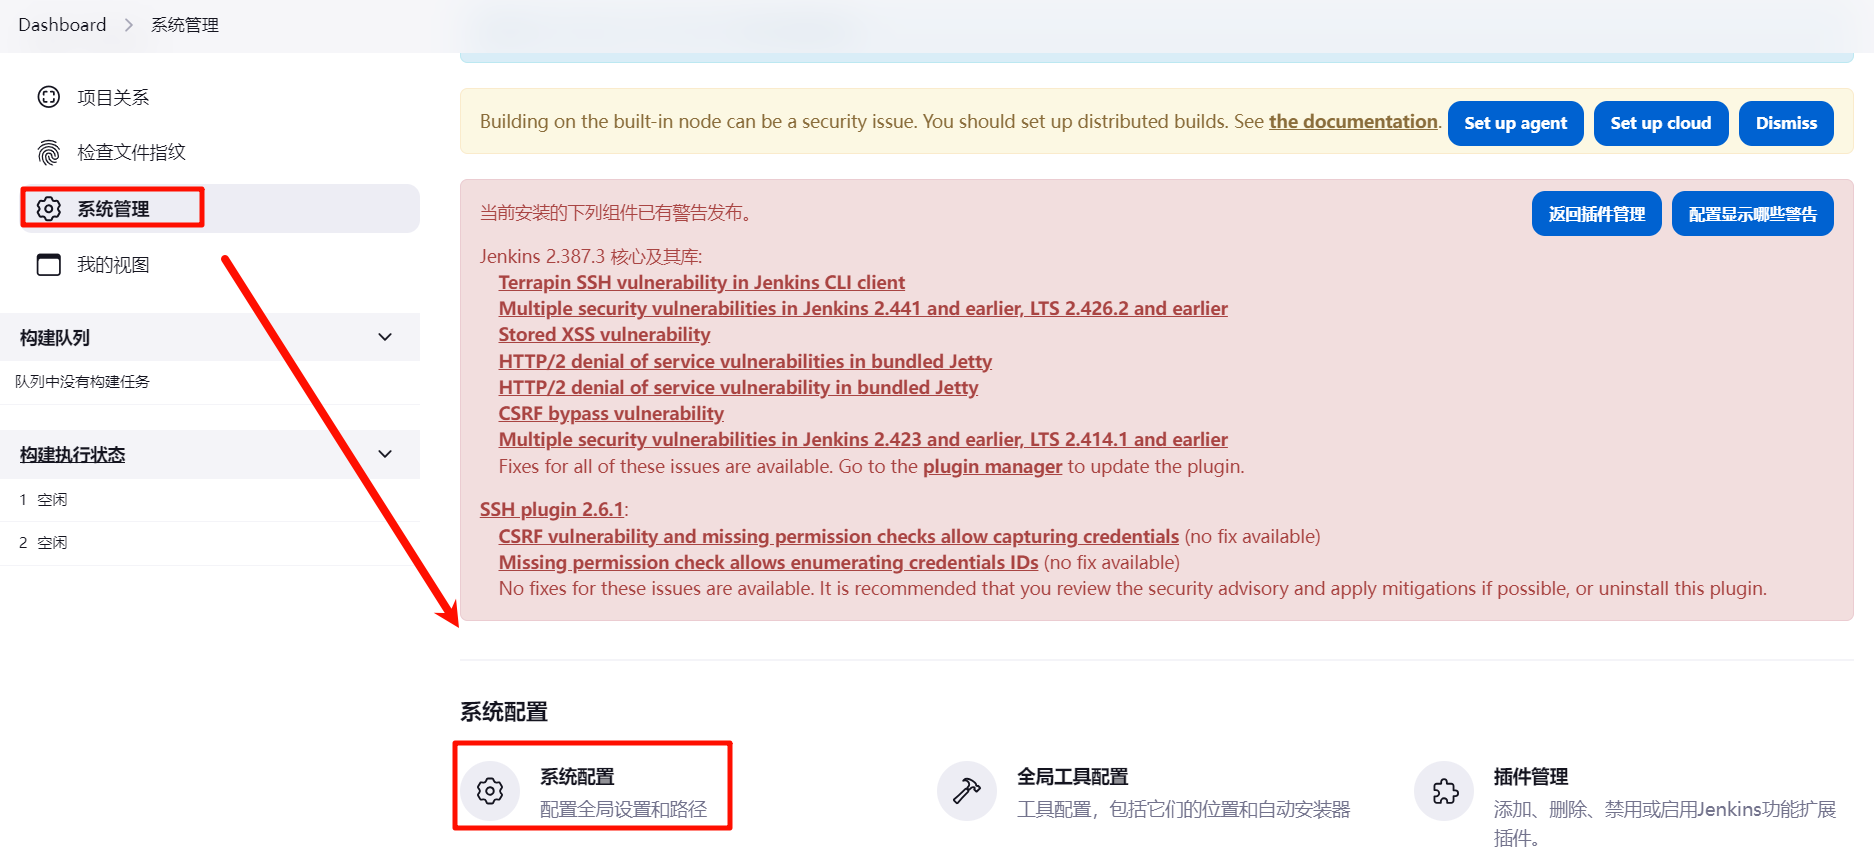 Dashboard > 系统管理
项目关系
检查文件指纹
系统管理
我的视图
构建队列
队列中没有构建任务
构建执行状态
1 空闲
2 空闲
Building on the built-in node can be a security issue. You should set up distributed builds. See the documentation.
Set up agent
Set up cloud
Dismiss
当前安装的下列组件已有警告发布。
返回插件管理
配置显示哪些警告
Jenkins 2.387.3 核心及其库:
Terrapin SSH vulnerability in Jenkins CLI client
Multiple security vulnerabilities in Jenkins 2.441 and earlier, LTS 2.426.2 and earlier
Stored XSS vulnerability
HTTP/2 denial of service vulnerabilities in bundled Jetty
HTTP/2 denial of service vulnerability in bundled Jetty
CSRF bypass vulnerability
Multiple security vulnerabilities in Jenkins 2.423 and earlier, LTS 2.414.1 and earlier
Fixes for all of these issues are available. Go to the plugin manager to update the plugin.
SSH plugin 2.6.1:
CSRF vulnerability and missing permission checks allow capturing credentials (no fix available)
Missing permission check allows enumerating credentials IDs (no fix available)
No fixes for these issues are available. It is recommended that you review the security advisory and apply mitigations if possible, or uninstall this plugin.
系统配置
系统配置
配置全局设置和路径
全局工具配置
工具配置，包括它们的位置和自动安装器
插件管理
添加、删除、禁用或启用Jenkins功能扩展
插件。